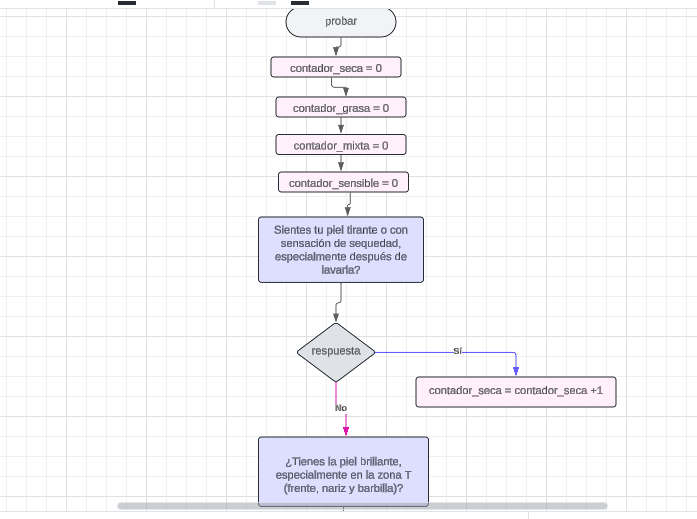 probar
contador_seca = 0
contador_grasa = 0
contador_mixta = 0
contador_sensible = 0
Sientes tu piel tirante o con
sensación de sequedad,
especialmente después de
lavarla?
respuesta
Sí
contador_seca = contador_seca +1
No
¿Tienes la piel brillante,
especialmente en la zona T
(frente, nariz y barbilla)?